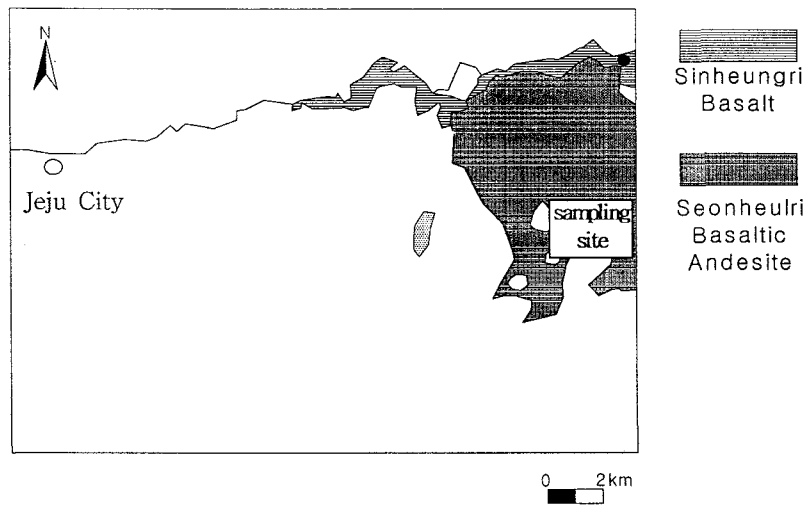 N
Jeju City
sampling
site
Sinheungri
Basalt
Seonheulri
Basaltic
Andesite
0 2km